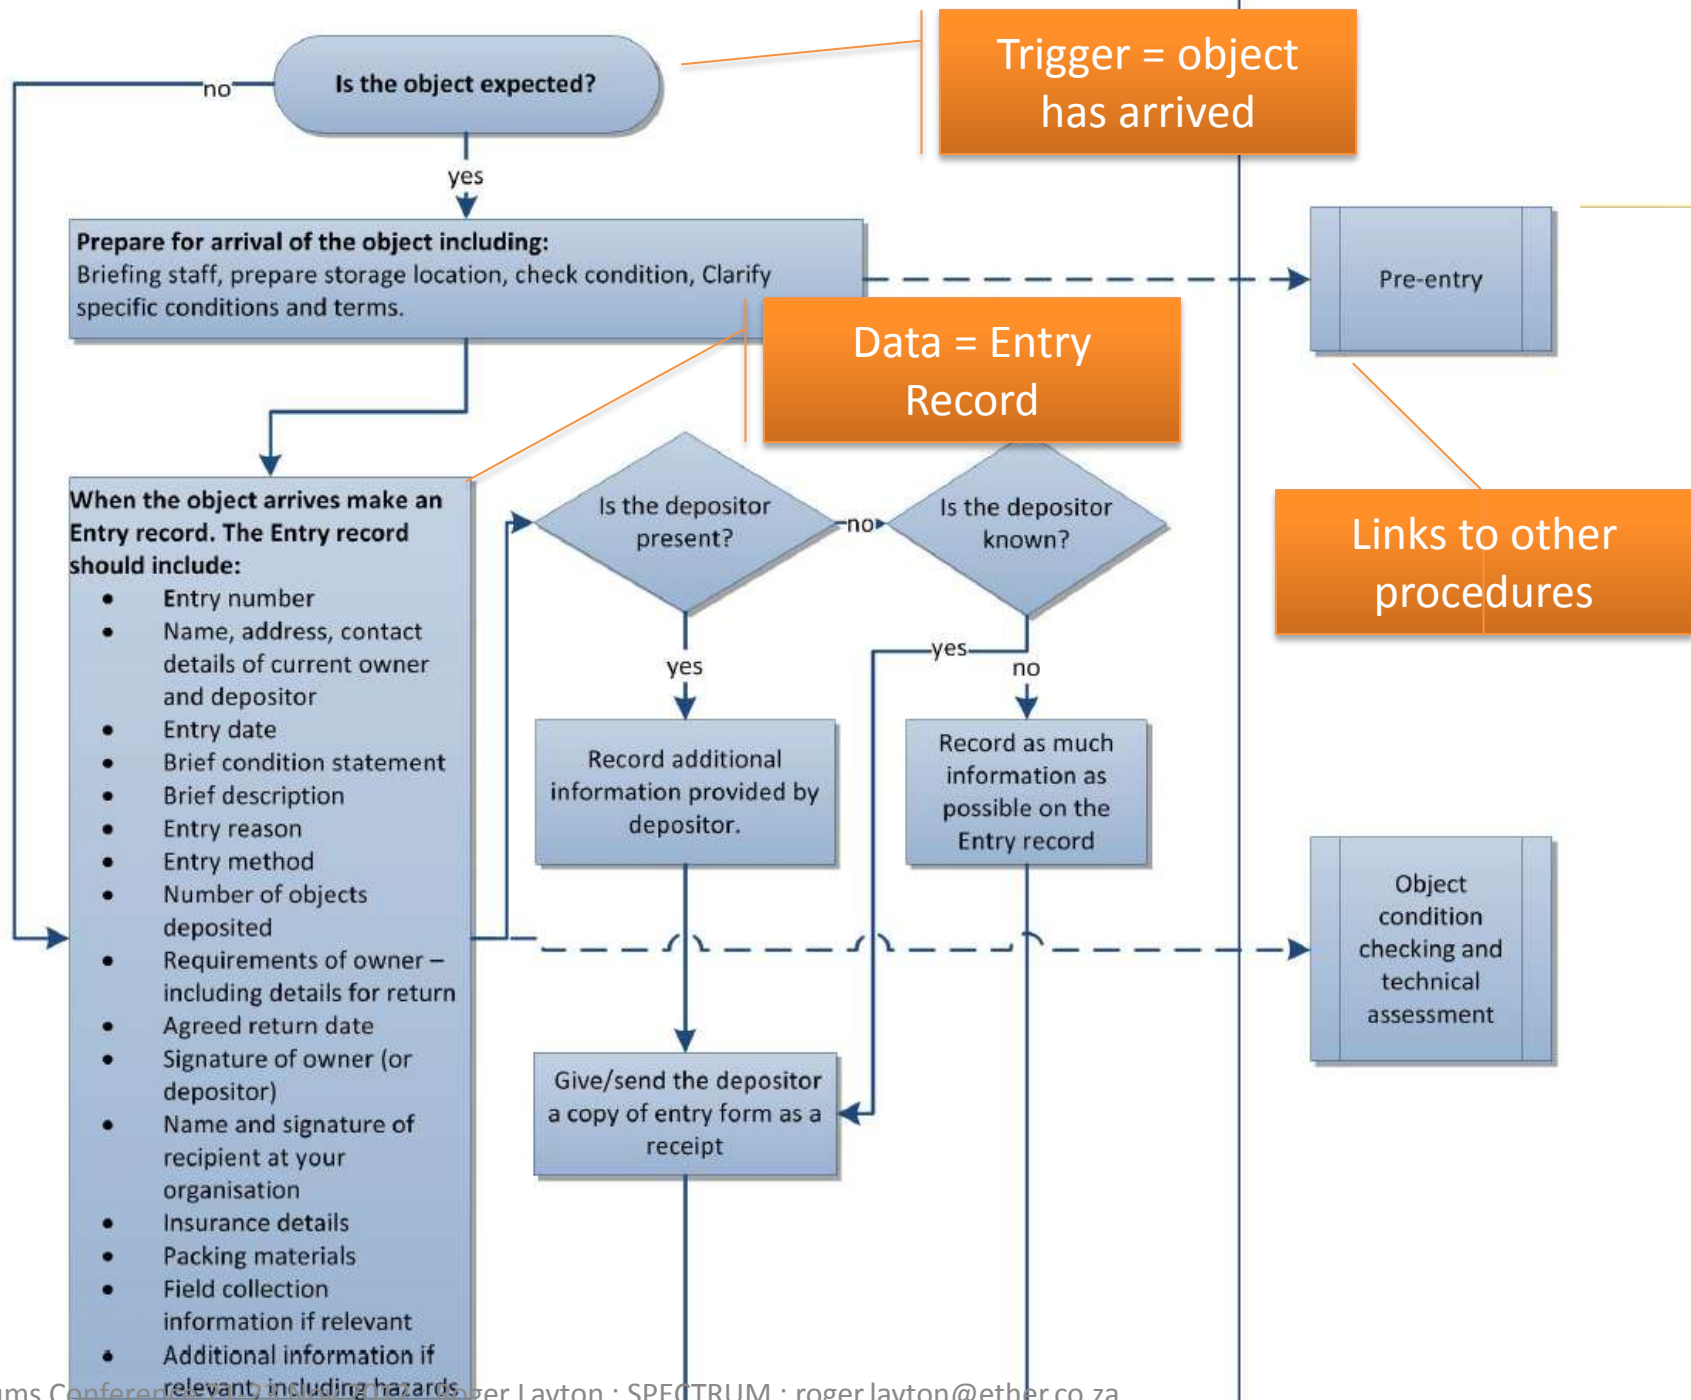 Trigger = object
has arrived
Is the object expected?
no
yes
Prepare for arrival of the object including:
Briefing staff, prepare storage location, check condition, Clarify
specific conditions and terms.
Pre-entry
Data = Entry
Record
Links to other
procedures
When the object arrives make an
Entry record. The Entry record
should include:
• Entry number
• Name, address, contact
details of current owner
and depositor
• Entry date
• Brief condition statement
• Brief description
• Entry reason
• Entry method
• Number of objects
deposited
• Requirements of owner –
including details for return
• Agreed return date
• Signature of owner (or
depositor)
• Name and signature of
recipient at your
organisation
• Insurance details
• Packing materials
• Field collection
information if relevant
• Additional information if
relevant, including hazards
Is the depositor
present?
no
Is the depositor
known?
yes
yes
no
Record additional
information provided by
depositor.
Record as much
information as
possible on the
Entry record
Object
condition
checking and
technical
assessment
Give/send the depositor
a copy of entry form as a
receipt
Roger Layton : SPECTRUM : roger.layton@ether.co.za